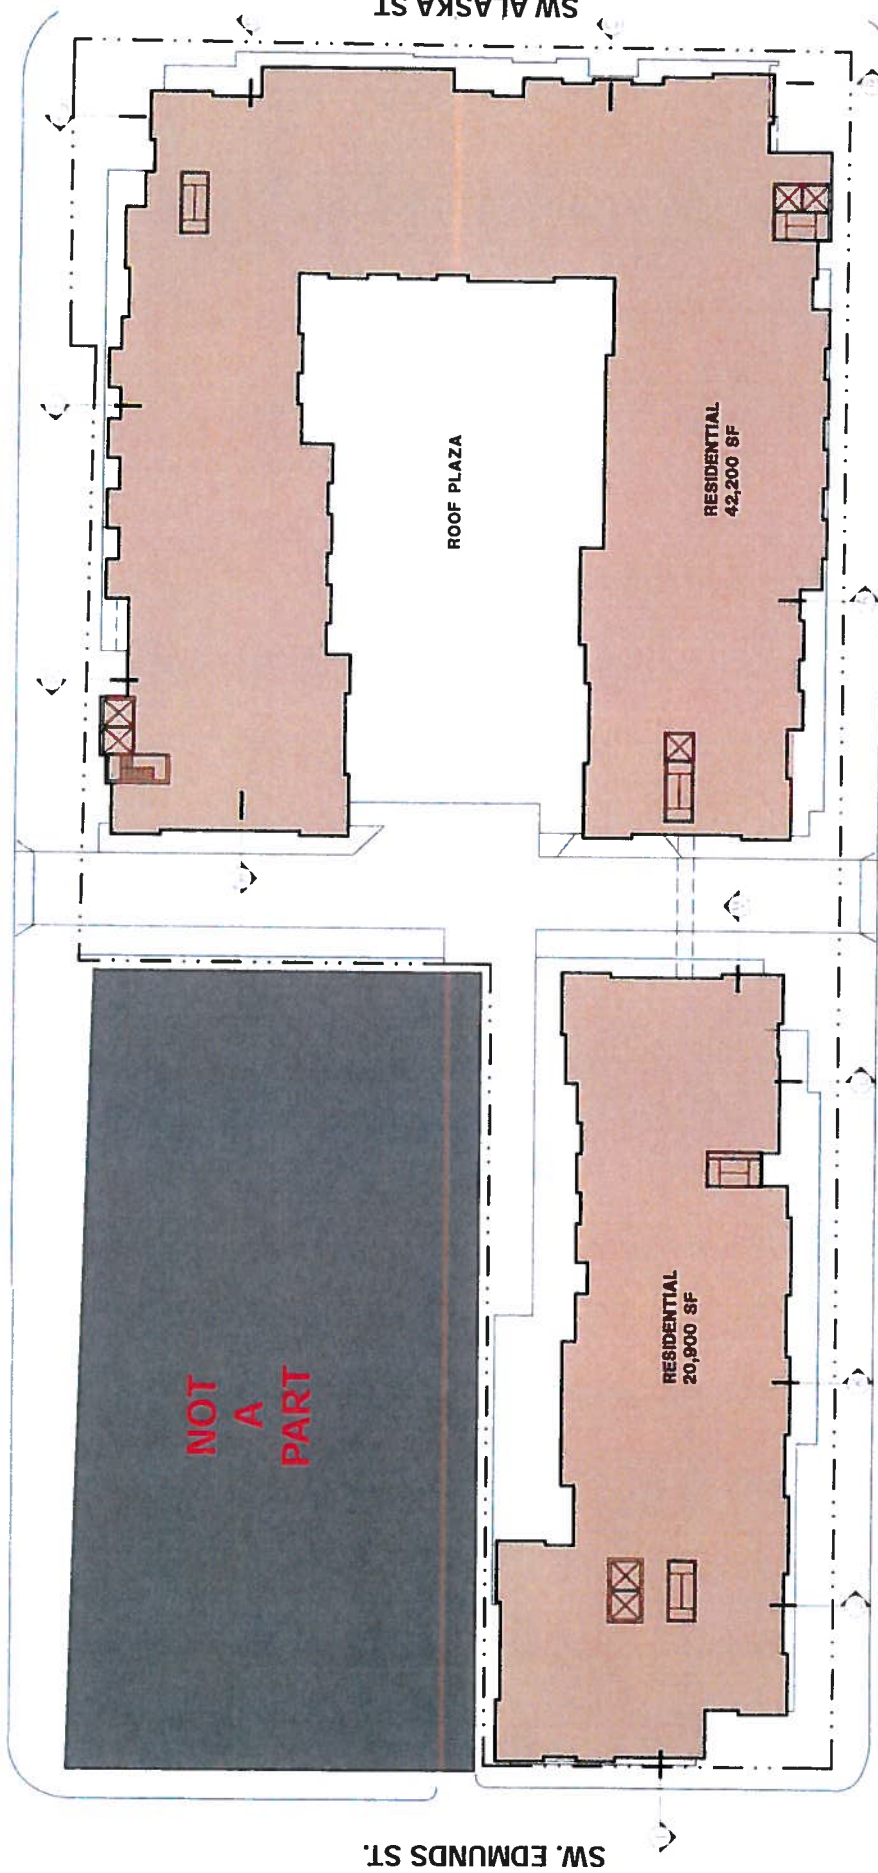 SW ALASKA ST
ROOF PLAZA
RESIDENTIAL
42,200 SF
NOT
A
PART
RESIDENTIAL
20,900 SF
SW. EDMUNDS ST.